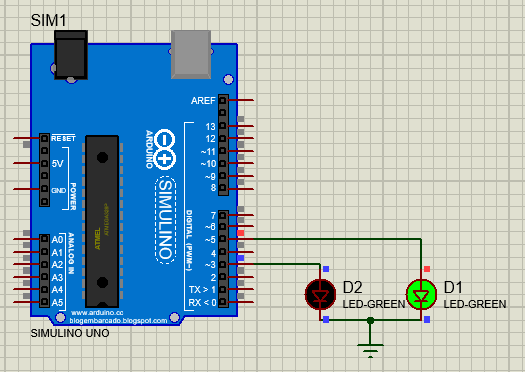 SIM1
AREF
13
12
~11
~10
~9
8
7
6
~5
4
~3
2
TX > 1
RX < 0
RESET
5V
GND
POWER
A0
A1
A2
A3
A4
A5
ANALOG IN
ATMEL
ATMEGA328P
ARDUINO
SIMULINO
DIGITAL (PWM~)
www.arduino.cc
blogembarcado.blogspot.com
SIMULINO UNO
D2
LED-GREEN
D1
LED-GREEN